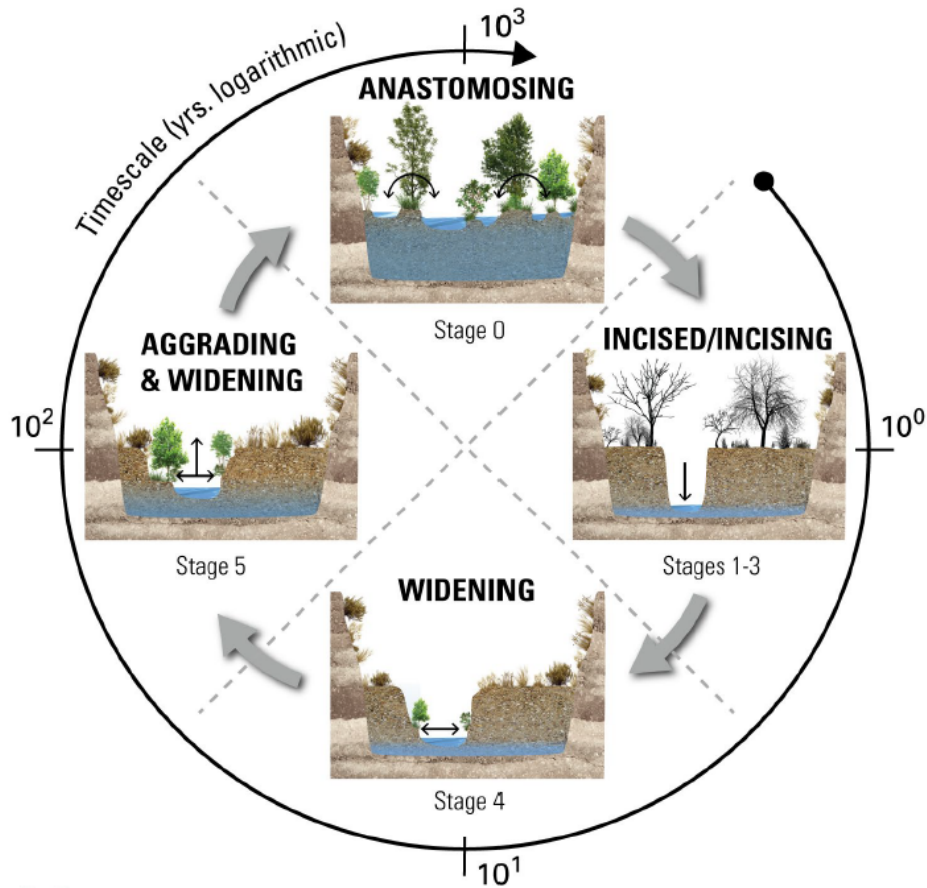 10³
Timescale (yrs. logarithmic)
ANASTOMOSING
Stage 0
AGGRADING
& WIDENING
INCISED/INCISING
10²
10⁰
Stage 5
Stages 1-3
WIDENING
Stage 4
10¹